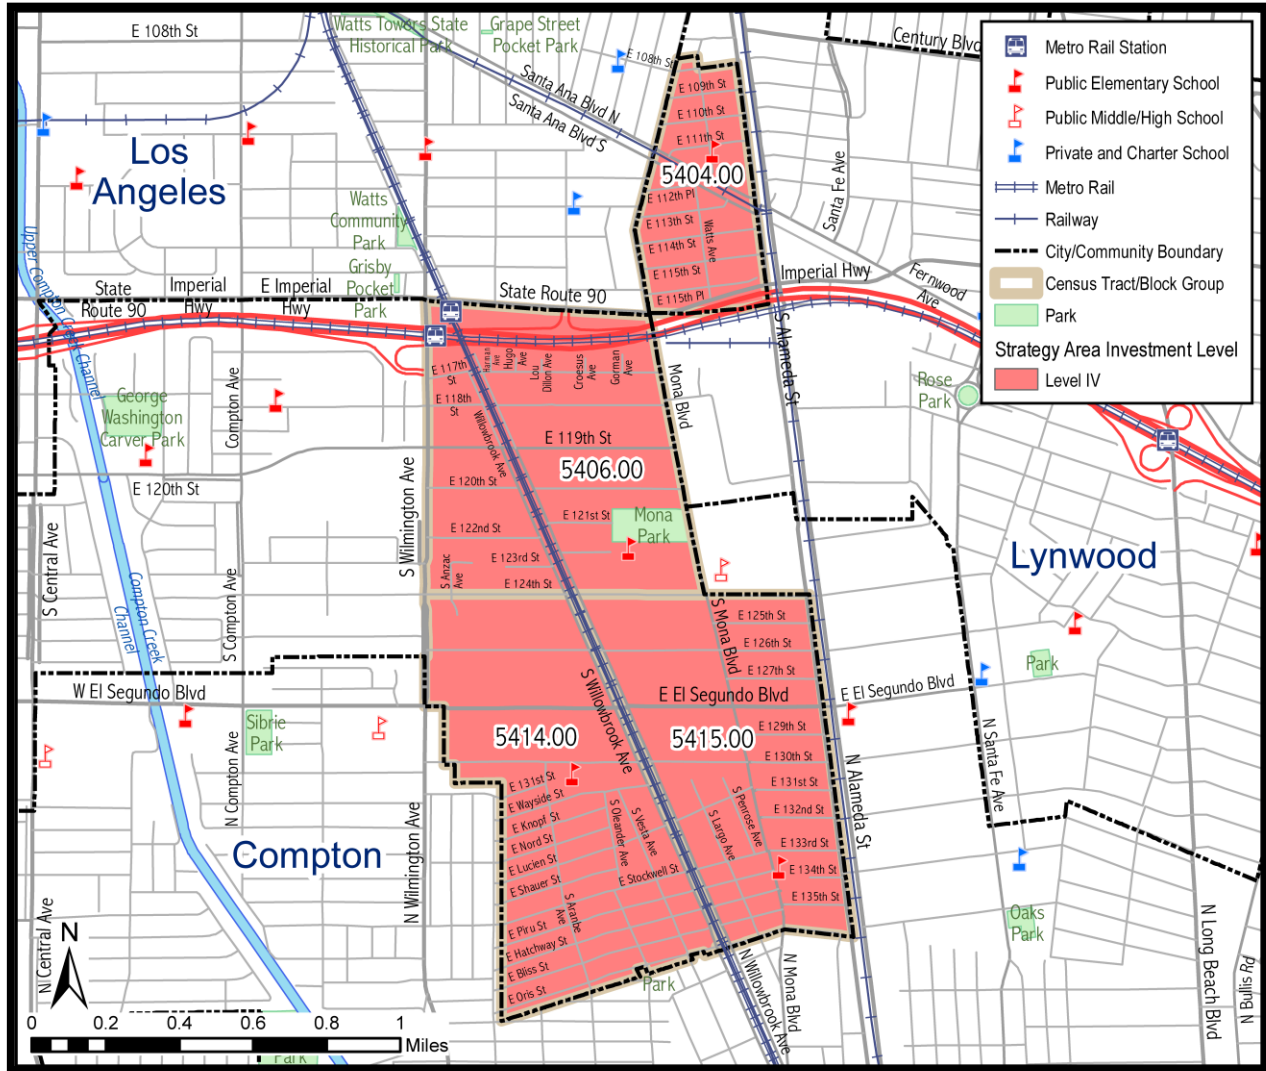 E 108th St
Watts Towers State
Historical Park
Grape Street
Pocket Park
E 108th St
Century Blvd
Santa Ana Blvd N
Santa Ana Blvd S
Metro Rail Station
Public Elementary School
Public Middle/High School
Private and Charter School
Metro Rail
Railway
City/Community Boundary
Census Tract/Block Group
Park
Strategy Area Investment Level
Level IV
E 109th St
E 110th St
E 111th St
5404.00
E 112th Pl
E 113th St
E 114th St
E 115th St
E 115th Pl
Watts Ave
Santa Fe Ave
Los
Angeles
Watts
Community
Park
Grisby
Pocket
Park
Upper Compton Creek Channel
State
Route 90
Imperial
Hwy
E Imperial
Hwy
State Route 90
Imperial Hwy
Fernwood
Ave
S Alameda St
E 117th
St
E 118th
St
Hugo
Ave
Lou
Dillon Ave
Croesus
Ave
Gorman
Ave
Mona Blvd
Rose
Park
George
Washington
Carver Park
Compton Ave
Willowbrook Ave
E 119th St
5406.00
E 120th St
E 120th St
S Wilmington Ave
E 121st St
Mona
Park
E 122nd St
E 123rd St
E 124th St
S Anzac
Ave
S Central Ave
S Compton Ave
Compton Creek
Channel
Lynwood
S Mona Blvd
E 125th St
E 126th St
E 127th St
Park
W El Segundo Blvd
E El Segundo Blvd
E El Segundo Blvd
S Willowbrook Ave
Sibrie
Park
5414.00
5415.00
E 129th St
E 130th St
E 131st St
E 132nd St
E 133rd St
E 134th St
E 135th St
N Compton Ave
N Wilmington Ave
N Alameda St
N Santa Fe Ave
E 131st St
E Wayside St
E Knopf St
E Nord St
E Lucien St
E Shauer St
S Oleander Ave
S Vesta Ave
S Largo Ave
S Penrose Ave
E Stockwell St
S Aranbe
Ave
E Piru St
E Hatchway St
E Bliss St
E Oris St
Compton
Park
N Willowbrook Ave
N Mona Blvd
Oaks
Park
N Long Beach Blvd
N Bullis Rd
N Central Ave
N
0
0.2
0.4
0.6
0.8
1
Miles
Park